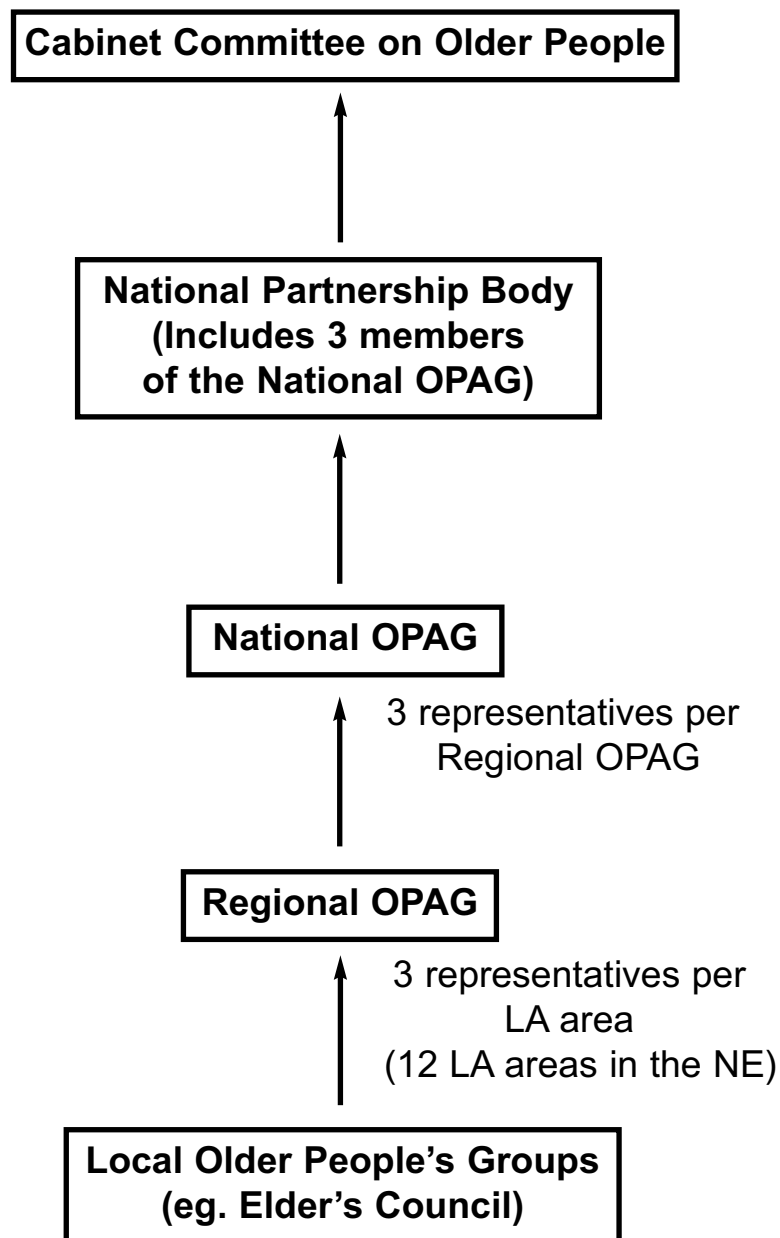 Cabinet Committee on Older People
National Partnership Body
(Includes 3 members
of the National OPAG)
National OPAG
3 representatives per
Regional OPAG
Regional OPAG
3 representatives per
LA area
(12 LA areas in the NE)
Local Older People’s Groups
(eg. Elder’s Council)